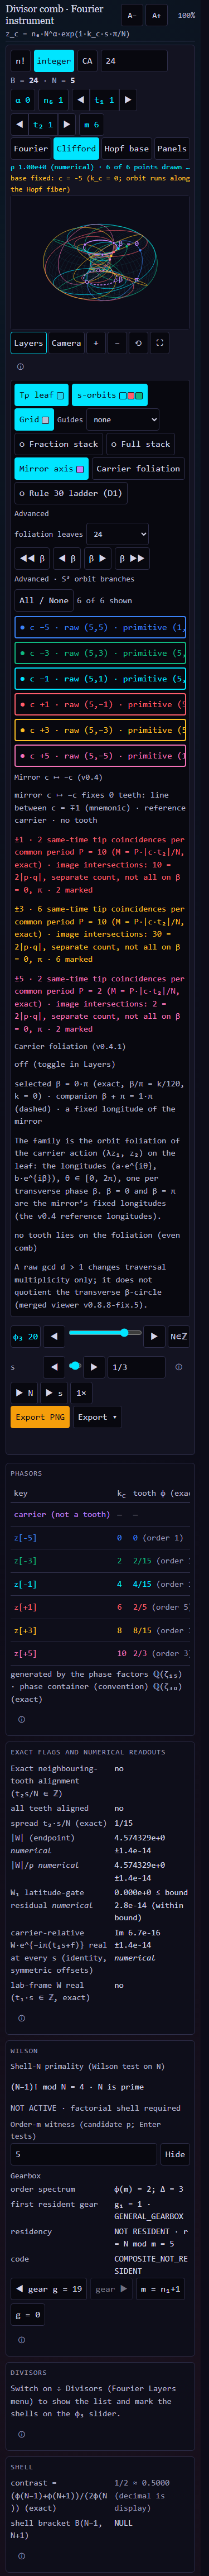 Divisor comb · Fourier instrument
A− A+ 100%
z_c = nₐ·N^α·exp(i·k_c·s·π/N)
n! integer CA 24
B = 24 · N = 5
α 0 n₆ 1 ◀ t₁ 1 ▶
◀ t₂ 1 ▶ m 6
Fourier Clifford Hopf base Panels
ρ 1.00e+0 (numerical) · 6 of 6 points drawn …
base fixed: c = −5 (k_c = 0; orbit runs along the Hopf fiber)
β = 0
β = π
Layers Camera + − ⟲ ⛶
ⓘ
Tρ leaf s-orbits
Grid Guides none
○ Fraction stack ○ Full stack
Mirror axis Carrier foliation
○ Rule 30 ladder (D1)
Advanced
foliation leaves 24
◀◀ β ◀ β β ▶ β ▶▶
Advanced · S³ orbit branches
All / None 6 of 6 shown
● c −5 · raw (5,5) · primitive (1,
● c −3 · raw (5,3) · primitive (5,
● c −1 · raw (5,1) · primitive (5,
● c +1 · raw (5,−1) · primitive (5
● c +3 · raw (5,−3) · primitive (5
● c +5 · raw (5,−5) · primitive (1
Mirror c ↦ −c (v0.4)
mirror c ↦ −c fixes 0 teeth: line
between c = ∓1 (mnemonic) · reference
carrier · no tooth
±1 · 2 same-time tip coincidences per
common period P = 10 (M = P·|c·t₂|/N,
exact) · image intersections: 10 =
2|p·q|, separate count, not all on β
= 0, π · 2 marked
±3 · 6 same-time tip coincidences per
common period P = 10 (M = P·|c·t₂|/N,
exact) · image intersections: 30 =
2|p·q|, separate count, not all on β
= 0, π · 6 marked
±5 · 2 same-time tip coincidences per
common period P = 2 (M = P·|c·t₂|/N,
exact) · image intersections: 2 =
2|p·q|, separate count, not all on β
= 0, π · 2 marked
Carrier foliation (v0.4.1)
off (toggle in Layers)
selected β = 0·π (exact, β/π = k/120,
k = 0) · companion β + π = 1·π
(dashed) · a fixed longitude of the
mirror
The family is the orbit foliation of
the carrier action (λz₁, z₂) on the
leaf: the longitudes (a·e^{iθ},
b·e^{iβ}), θ ∈ [0, 2π), one per
transverse phase β. β = 0 and β = π
are the mirror’s fixed longitudes
(the v0.4 reference longitudes).
no tooth lies on the foliation (even
comb)
A raw gcd d > 1 changes traversal
multiplicity only; it does not
quotient the transverse β-circle
(merged viewer v0.8.8-fix.5).
ϕ₃ 20 ◀ ▶ N∈ℤ
s ◀ ▶ 1/3 ⓘ
▶ N ▶ s 1×
Export PNG Export ▾
PHASORS
key k_c tooth ϕ (exac
carrier (not a tooth) — —
z[-5] 0 0 (order 1)
z[-3] 2 2/15 (order 1
z[-1] 4 4/15 (order 1
z[+1] 6 2/5 (order 5)
z[+3] 8 8/15 (order 1
z[+5] 10 2/3 (order 3)
generated by the phase factors ℚ(ζ₁₅)
· phase container (convention) ℚ(ζ₃₀)
(exact)
ⓘ
EXACT FLAGS AND NUMERICAL READOUTS
Exact neighbouring-tooth alignment (t₂s/N ∈ ℤ) no
all teeth aligned no
spread t₂·s/N (exact) 1/15
|W| (endpoint) numerical 4.574329e+0 ±1.4e-14
|W|/ρ numerical 4.574329e+0 ±1.4e-14
W₁ latitude-gate residual numerical 0.000e+0 ≤ bound 2.8e-14 (within bound)
carrier-relative W·e^{−iπ(t₁s+f)} real at every s (identity, symmetric offsets) Im 6.7e-16 ±1.4e-14 numerical
lab-frame W real (t₁·s ∈ ℤ, exact) no
ⓘ
WILSON
Shell-N primality (Wilson test on N)
(N−1)! mod N = 4 · N is prime
NOT ACTIVE · factorial shell required
Order-m witness (candidate p; Enter
tests)
5 Hide
Gearbox
order spectrum ϕ(m) = 2; Δ = 3
first resident gear g₁ = 1 · GENERAL_GEARBOX
residency NOT RESIDENT · r = N mod m = 5
code COMPOSITE_NOT_RESIDENT
◀ gear g = 19 gear ▶ m = n₁+1
g = 0
ⓘ
DIVISORS
Switch on ÷ Divisors (Fourier Layers
menu) to show the list and mark the
shells on the ϕ₃ slider.
ⓘ
SHELL
contrast = (ϕ(N−1)+ϕ(N+1))/(2ϕ(N)) (exact) 1/2 = 0.5000 (decimal is display)
shell bracket B(N−1, N+1) NULL
ⓘ